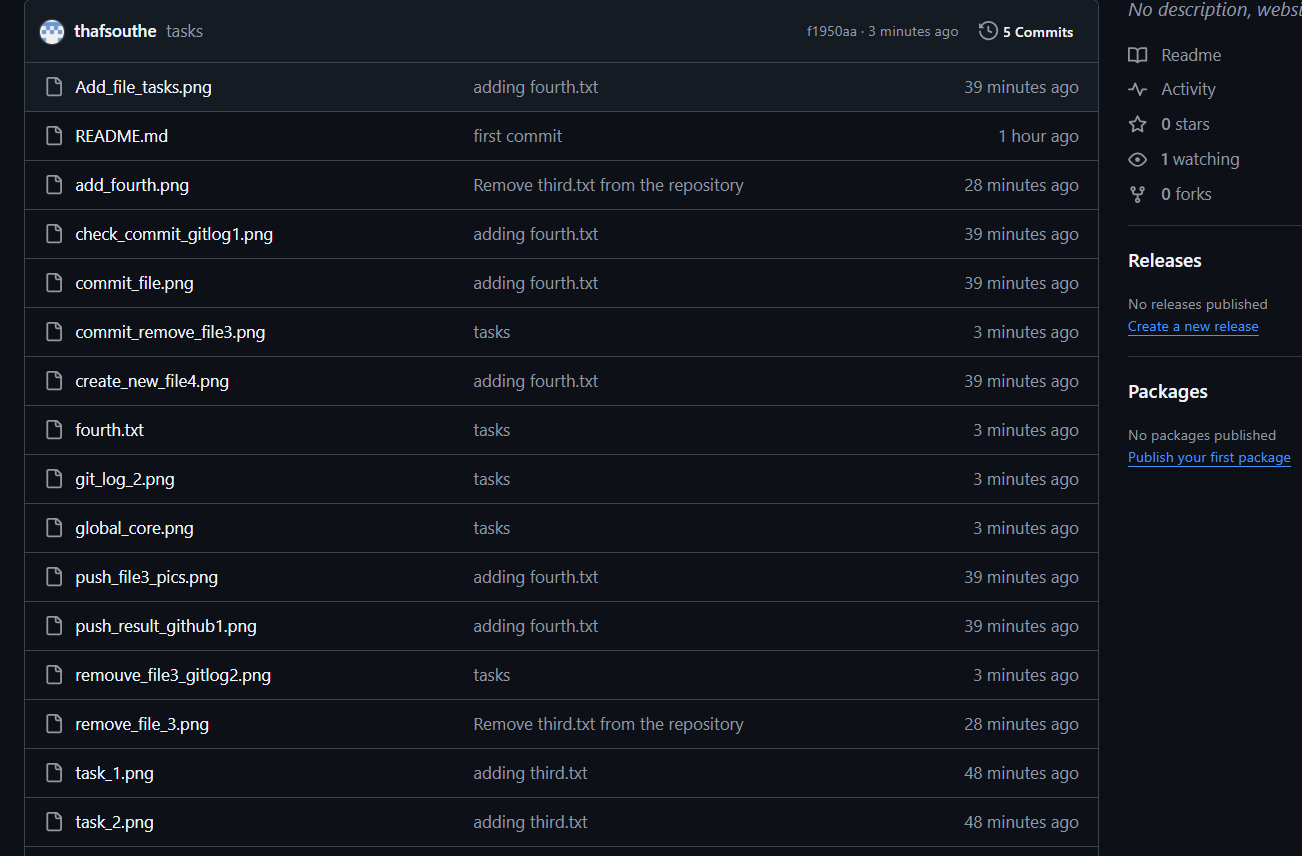 thafsouthe tasks f1950aa · 3 minutes ago 5 Commits
Add_file_tasks.png adding fourth.txt 39 minutes ago
README.md first commit 1 hour ago
add_fourth.png Remove third.txt from the repository 28 minutes ago
check_commit_gitlog1.png adding fourth.txt 39 minutes ago
commit_file.png adding fourth.txt 39 minutes ago
commit_remove_file3.png tasks 3 minutes ago
create_new_file4.png adding fourth.txt 39 minutes ago
fourth.txt tasks 3 minutes ago
git_log_2.png tasks 3 minutes ago
global_core.png tasks 3 minutes ago
push_file3_pics.png adding fourth.txt 39 minutes ago
push_result_github1.png adding fourth.txt 39 minutes ago
remouve_file3_gitlog2.png tasks 3 minutes ago
remove_file_3.png Remove third.txt from the repository 28 minutes ago
task_1.png adding third.txt 48 minutes ago
task_2.png adding third.txt 48 minutes ago
No description,
Readme
Activity
0 stars
1 watching
0 forks
Releases
No releases published
Create a new release
Packages
No packages published
Publish your first package